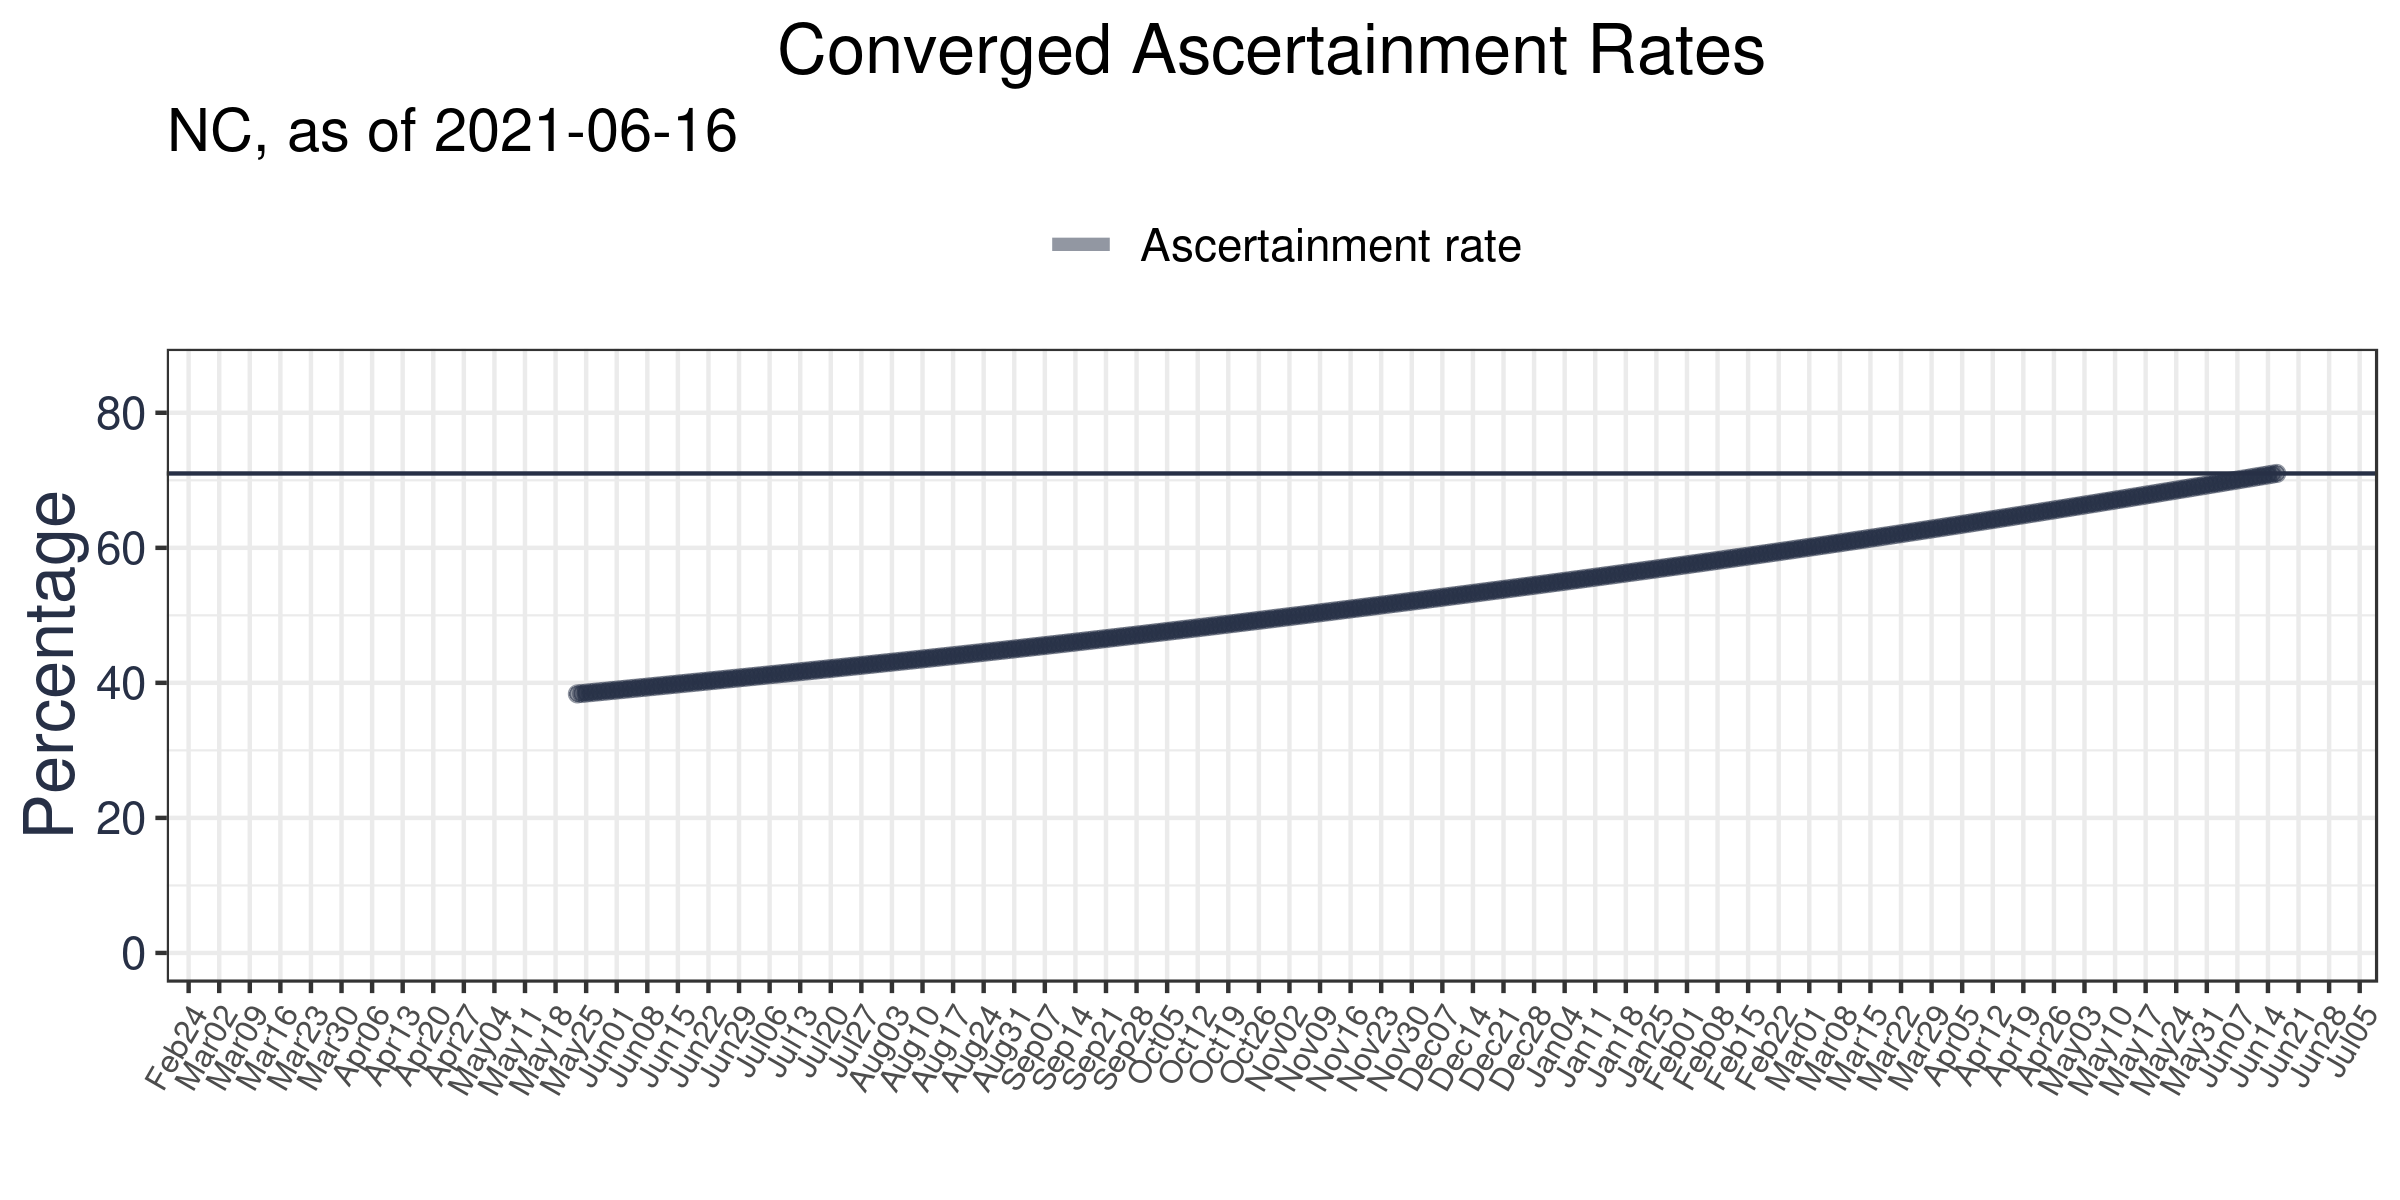 Converged Ascertainment Rates
NC, as of 2021-06-16
Ascertainment rate
Percentage
80
60
40
20
0
Feb24
Mar02
Mar09
Mar16
Mar23
Mar30
Apr06
Apr13
Apr20
Apr27
May04
May11
May18
May25
Jun01
Jun08
Jun15
Jun22
Jun29
Jul06
Jul13
Jul20
Jul27
Aug03
Aug10
Aug17
Aug24
Aug31
Sep07
Sep14
Sep21
Sep28
Oct05
Oct12
Oct19
Oct26
Nov02
Nov09
Nov16
Nov23
Nov30
Dec07
Dec14
Dec21
Dec28
Jan04
Jan11
Jan18
Jan25
Feb01
Feb08
Feb15
Feb22
Mar01
Mar08
Mar15
Mar22
Mar29
Apr05
Apr12
Apr19
Apr26
May03
May10
May17
May24
May31
Jun07
Jun14
Jun21
Jun28
Jul05